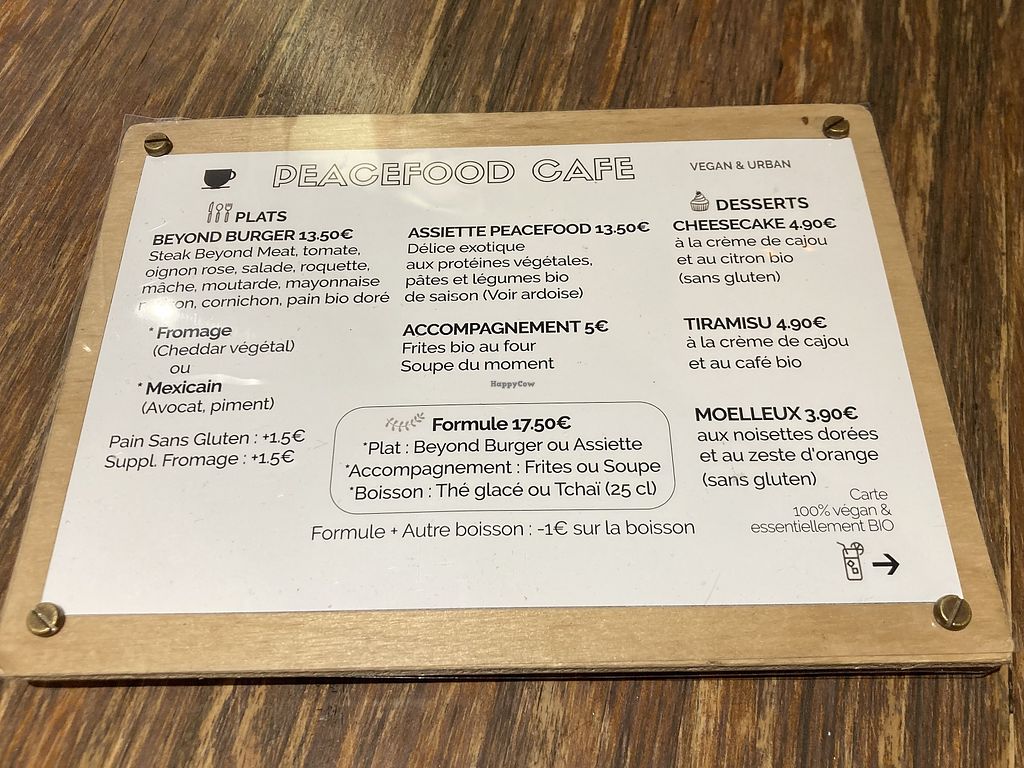 PEACEFOOD CAFE
VEGAN & URBAN
PLATS
BEYOND BURGER 13.50€
Steak Beyond Meat, tomate,
oignon rose, salade, roquette,
mâche, moutarde, mayonnaise
cornichon, pain bio doré
* Fromage
(Cheddar végétal)
ou
* Mexicain
(Avocat, piment)
Pain Sans Gluten : +1.5€
Suppl. Fromage : +1.5€
ASSIETTE PEACEFOOD 13.50€
Délice exotique
aux protéines végétales,
pâtes et légumes bio
de saison (Voir ardoise)
ACCOMPAGNEMENT 5€
Frites bio au four
Soupe du moment
HappyCow
Formule 17.50€
*Plat : Beyond Burger ou Assiette
*Accompagnement : Frites ou Soupe
*Boisson : Thé glacé ou Tchaï (25 cl)
Formule + Autre boisson : -1€ sur la boisson
DESSERTS
CHEESECAKE 4.90€
à la crème de cajou
et au citron bio
(sans gluten)
TIRAMISU 4.90€
à la crème de cajou
et au café bio
MOELLEUX 3.90€
aux noisettes dorées
et au zeste d'orange
(sans gluten)
Carte
100% végan &
essentiellement BIO